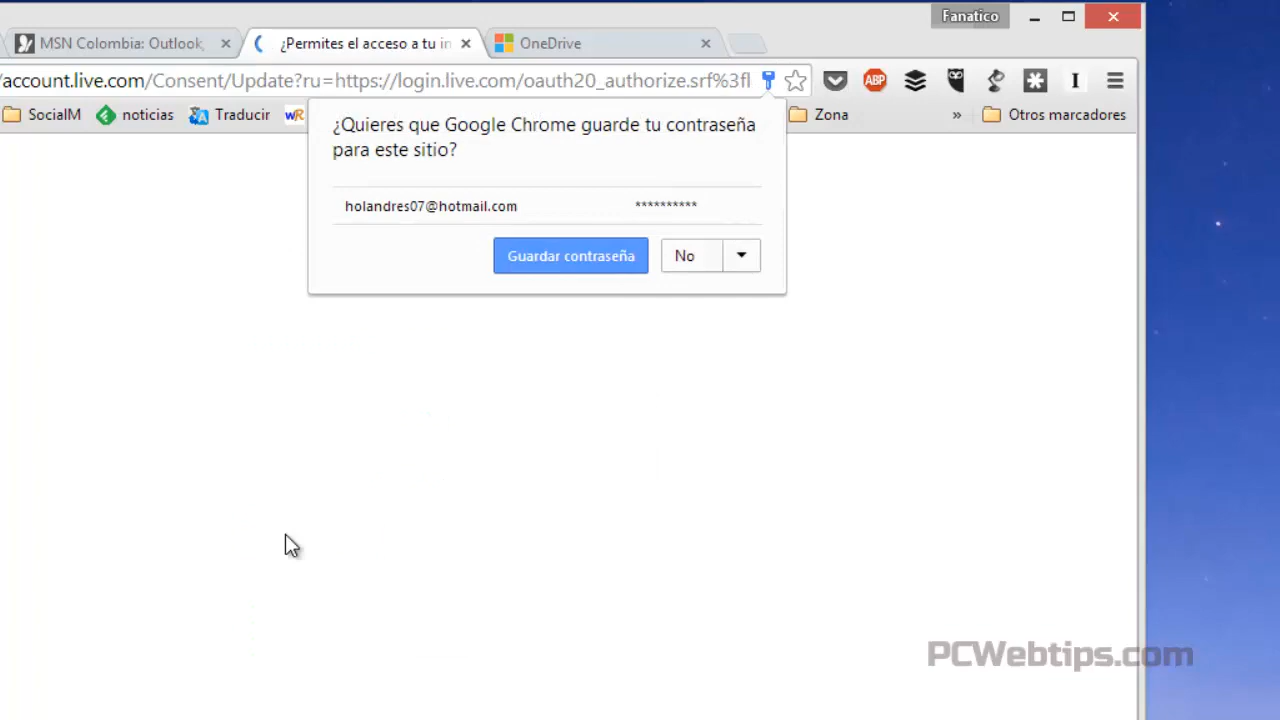 Fanatico
MSN Colombia: Outlook,
¿Permites el acceso a tu in
OneDrive
/account.live.com/Consent/Update?ru=https://login.live.com/oauth20_authorize.srf%3fl
ABP
I
SocialM
noticias
Traducir
wR
Zona
»
Otros marcadores
¿Quieres que Google Chrome guarde tu contraseña
para este sitio?
holandres07@hotmail.com **********
Guardar contraseña
No
PCWebtips.com